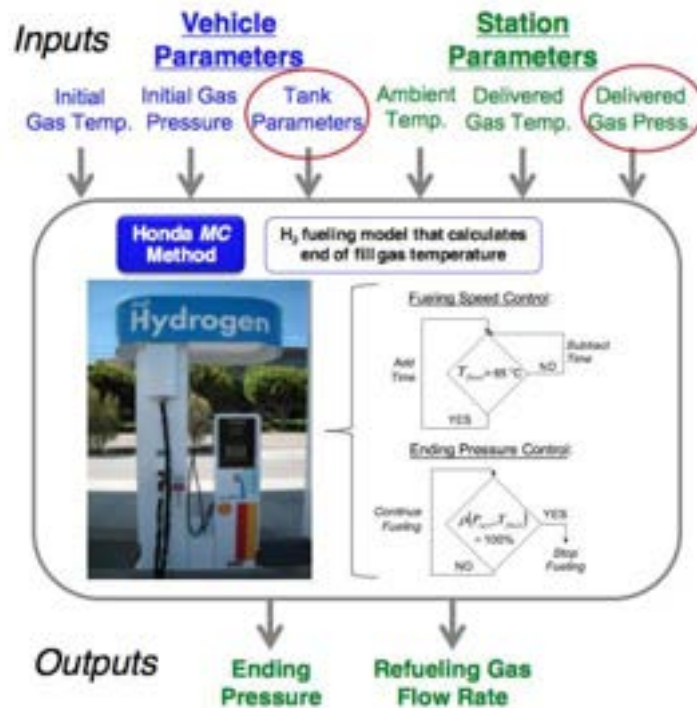 Inputs
Vehicle
Parameters
Station
Parameters
Initial
Gas Temp.
Initial Gas
Pressure
Tank
Parameters
Ambient
Temp.
Delivered
Gas Temp.
Delivered
Gas Press.
Honda MC
Method
H₂ fueling model that calculates
end of fill gas temperature
Hydrogen
Fueling Speed Control:
Add
Time
Subtract
Time
NO
YES
Ending Pressure Control:
Continue
Fueling
= 100%
YES
Stop
Fueling
NO
Outputs
Ending
Pressure
Refueling Gas
Flow Rate